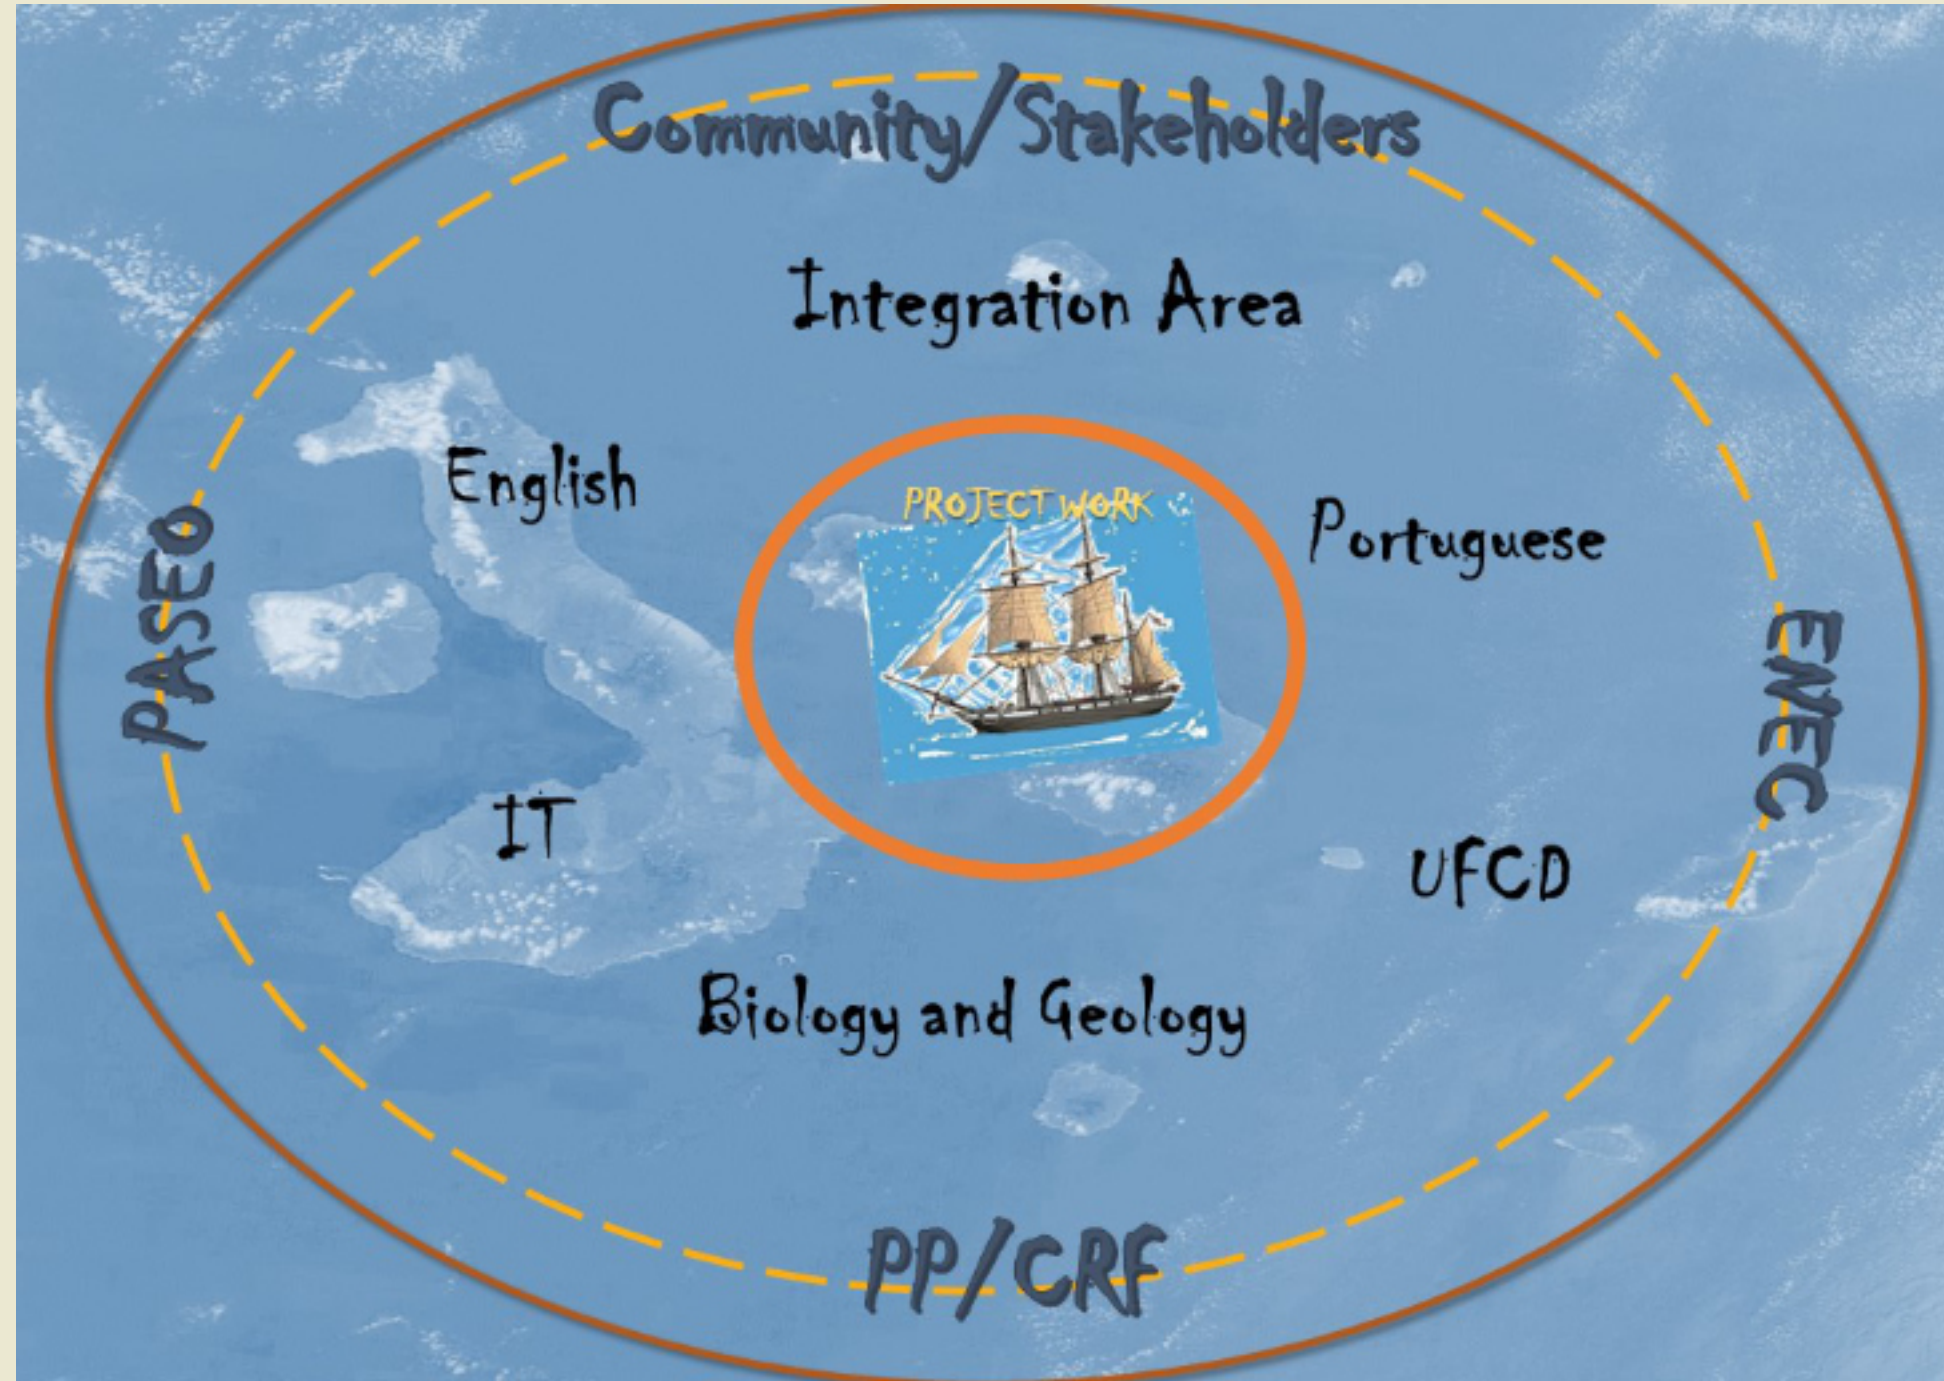 Community/Stakeholders
Integration Area
English
PROJECT WORK
Portuguese
PASEO
ENEC
IT
UFCD
Biology and Geology
PP/CRF